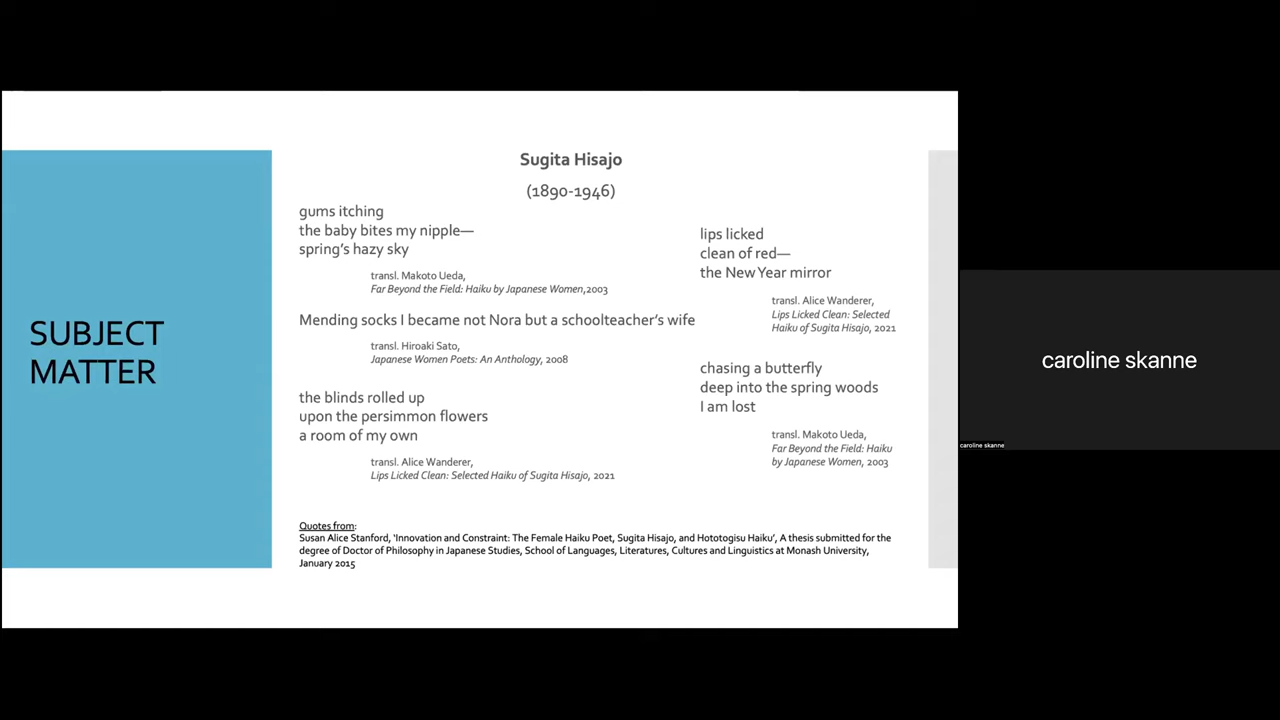 SUBJECT
MATTER
Sugita Hisajo
(1890-1946)
gums itching
the baby bites my nipple—
spring's hazy sky
transl. Makoto Ueda,
Far Beyond the Field: Haiku by Japanese Women,2003
Mending socks I became not Nora but a schoolteacher's wife
transl. Hiroaki Sato,
Japanese Women Poets: An Anthology, 2008
the blinds rolled up
upon the persimmon flowers
a room of my own
transl. Alice Wanderer,
Lips Licked Clean: Selected Haiku of Sugita Hisajo, 2021
lips licked
clean of red—
the New Year mirror
transl. Alice Wanderer,
Lips Licked Clean: Selected
Haiku of Sugita Hisajo, 2021
chasing a butterfly
deep into the spring woods
I am lost
transl. Makoto Ueda,
Far Beyond the Field: Haiku
by Japanese Women, 2003
Quotes from:
Susan Alice Stanford, 'Innovation and Constraint: The Female Haiku Poet, Sugita Hisajo, and Hototogisu Haiku', A thesis submitted for the
degree of Doctor of Philosophy in Japanese Studies, School of Languages, Literatures, Cultures and Linguistics at Monash University,
January 2015
caroline skanne
caroline skanne